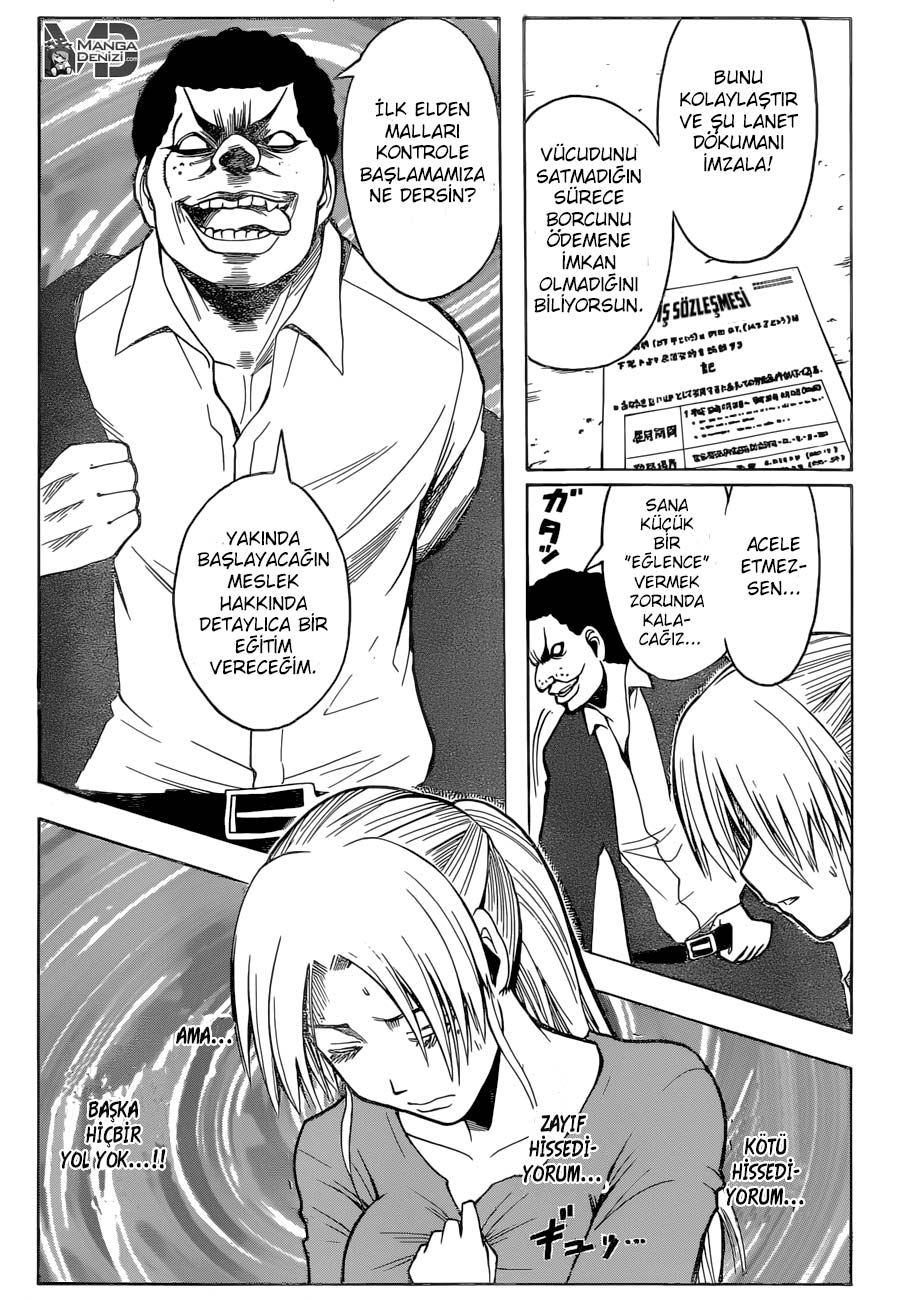 BUNU
KOLAYLAŞTIR
VE ŞU LANET
DÖKUMANI
İMZALA!
VÜCUDUNU
SATMADIĞIN
SÜRECE
BORCUNU
ÖDEMENE
İMKAN
OLMADIĞINI
BİLİYORSUN.
İŞ SÖZLEŞMESİ
İLK ELDEN
MALLARI
KONTROLE
BAŞLAMAMIZA
NE DERSİN?
YAKINDA
BAŞLAYACAĞIN
MESLEK
HAKKINDA
DETAYLICA BİR
EĞİTİM
VERECEĞİM.
ACELE
ETMEZ-
SEN...
SANA
KÜÇÜK
BİR
"EĞLENCE"
VERMEK
ZORUNDA
KALA-
CAĞIZ...
ガタッ
KÖTÜ
HİSSEDİ-
YORUM...
ZAYIF
HİSSEDİ-
YORUM...
ギュッ...
AMA...
BAŞKA
HİÇBİR
YOL YOK...!!
MANGA
DENİZİ.com